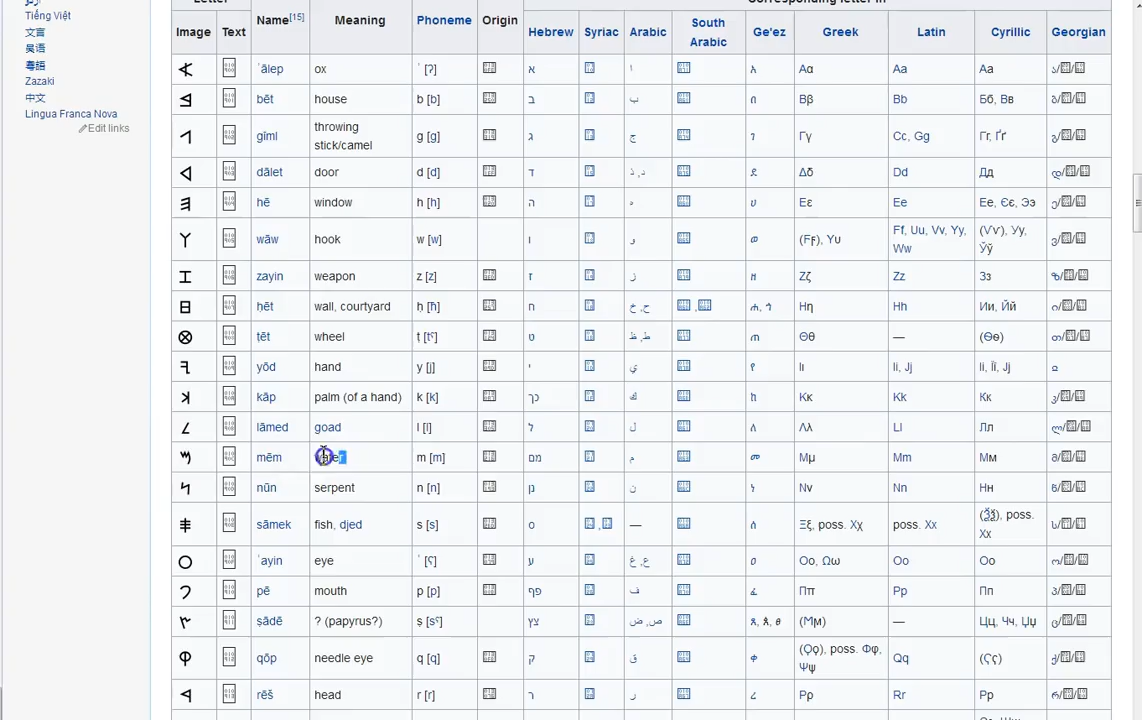 Tiếng Việt
文言
吴语
粵語
Zazaki
中文
Lingua Franca Nova
Edit links
Image Text Name[15] Meaning Phoneme Origin Hebrew Syriac Arabic South Arabic Ge'ez Greek Latin Cyrillic Georgian
ʾālep ox ʾ [ʔ] א ا አ Αα Aa Аа
bēt house b [b] ב ب በ Ββ Bb Бб, Вв
gīml throwing stick/camel g [g] ג ج ገ Γγ Cc, Gg Гг, Ґґ
dālet door d [d] ד د, ذ ደ Δδ Dd Дд
hē window h [h] ה ه ሀ Εε Ee Ее, Єє, Ээ
wāw hook w [w] ו و ወ (Ϝϝ), Υυ Ff, Uu, Vv, Yy, Ww (Ѵѵ), Уу, Ўў
zayin weapon z [z] ז ز ዘ Ζζ Zz Зз
ḥēt wall, courtyard ḥ [ħ] ח ح, خ ሐ, ኀ Ηη Hh Ии, Йй
ṭēt wheel ṭ [tˤ] ט ط, ظ ጠ Θθ — (Ѳѳ)
yōd hand y [j] י ي የ Ιι Ii, Jj Іі, Її, Јј
kāp palm (of a hand) k [k] כך ك ከ Κκ Kk Кк
lāmed goad l [l] ל ل ለ Λλ Ll Лл
mēm water m [m] מם م መ Μμ Mm Мм
nūn serpent n [n] נן ن ነ Νν Nn Нн
sāmek fish, djed s [s] ס — ሰ Ξξ, poss. Χχ poss. Xx (Ѯѯ), poss. Хх
ʿayin eye ʿ [ʕ] ע ع, غ ዐ Οο, Ωω Oo Оо
pē mouth p [p] פף ف ፈ Ππ Pp Пп
ṣādē ? (papyrus?) ṣ [sˤ] צץ ص, ض (Ϻϻ) — Цц, Чч, Џџ
qōp needle eye q [q] ק ق ቀ (Ϙϙ), poss. Φφ, Ψψ Qq (Ҁҁ)
rēš head r [r] ר ر ረ Ρρ Rr Рр